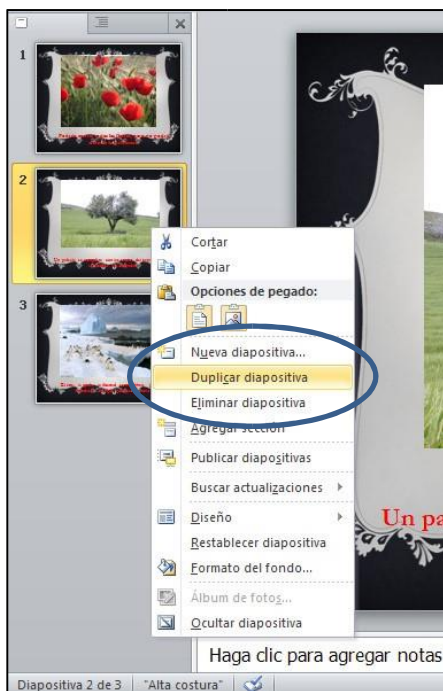 1
2
3
Cortar
Copiar
Opciones de pegado:
Nueva diapositiva...
Duplicar diapositiva
Eliminar diapositiva
Agregar sección
Publicar diapositivas
Buscar actualizaciones
Diseño
Restablecer diapositiva
Formato del fondo...
Álbum de fotos...
Ocultar diapositiva
Un pa
Haga clic para agregar notas
Diapositiva 2 de 3 "Alta costura"